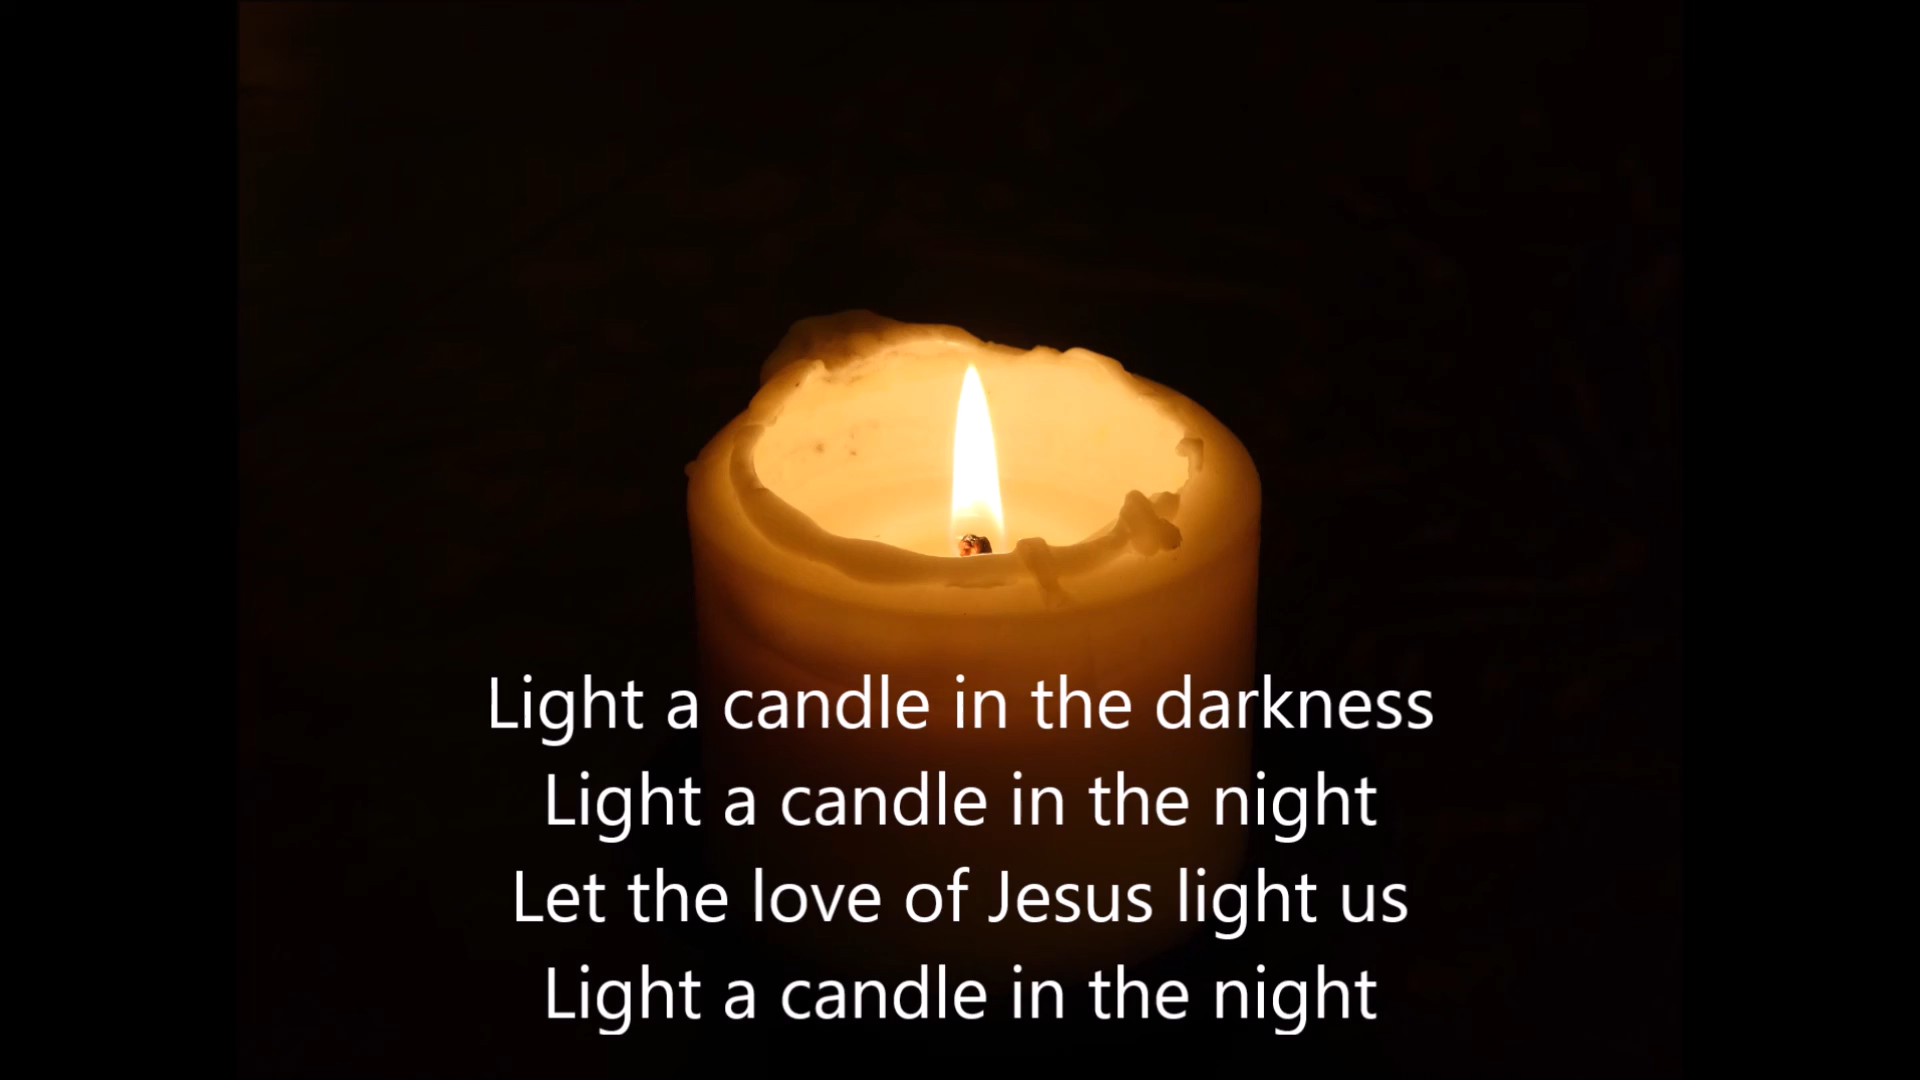 Light a candle in the darkness
Light a candle in the night
Let the love of Jesus light us
Light a candle in the night